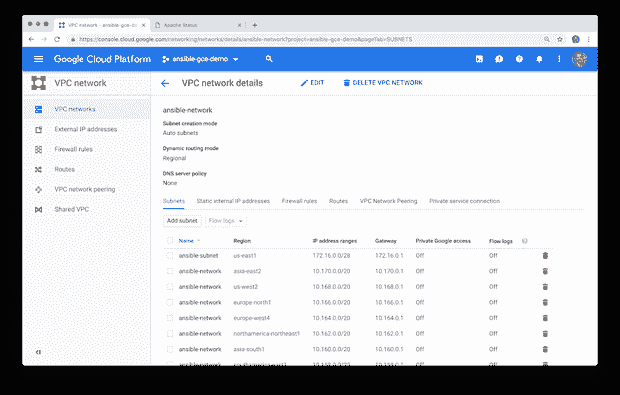 VPC network - ansible-gce-demo
Apache Status
https://console.cloud.google.com/networking/networks/details/ansible-network?project=ansible-gce-demo&pageTab=SUBNETS
Google Cloud Platform
ansible-gce-demo
VPC network
VPC network details
EDIT
DELETE VPC NETWORK
VPC networks
External IP addresses
Firewall rules
Routes
VPC network peering
Shared VPC
ansible-network
Subnet creation mode
Auto subnets
Dynamic routing mode
Regional
DNS server policy
None
Subnets Static internal IP addresses Firewall rules Routes VPC Network Peering Private service connection
Add subnet Flow logs
Name Region IP address ranges Gateway Private Google access Flow logs
ansible-subnet us-east1 172.16.0.0/28 172.16.0.1 Off Off
ansible-network asia-east2 10.170.0.0/20 10.170.0.1 Off Off
ansible-network us-west2 10.168.0.0/20 10.168.0.1 Off Off
ansible-network europe-north1 10.166.0.0/20 10.166.0.1 Off Off
ansible-network europe-west4 10.164.0.0/20 10.164.0.1 Off Off
ansible-network northamerica-northeast1 10.162.0.0/20 10.162.0.1 Off Off
ansible-network asia-south1 10.160.0.0/20 10.160.0.1 Off Off